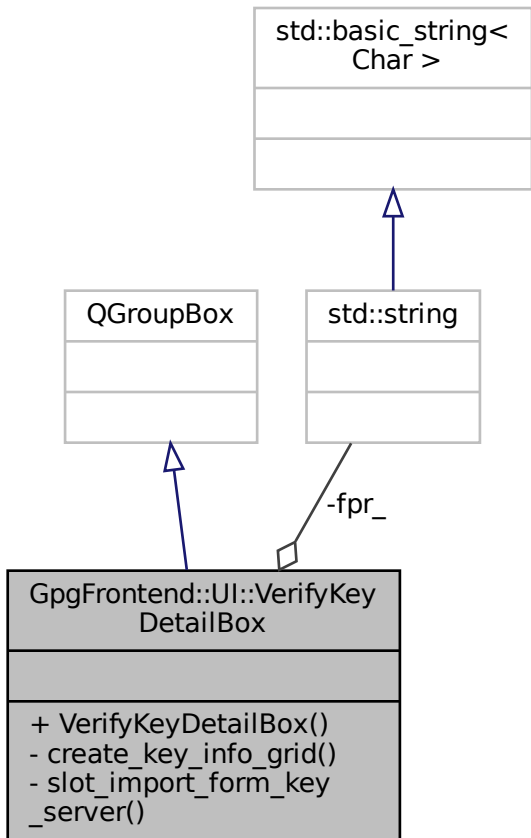 std::basic_string<
Char >
QGroupBox
std::string
-fpr_
GpgFrontend::UI::VerifyKey
DetailBox
+ VerifyKeyDetailBox()
- create_key_info_grid()
- slot_import_form_key
_server()